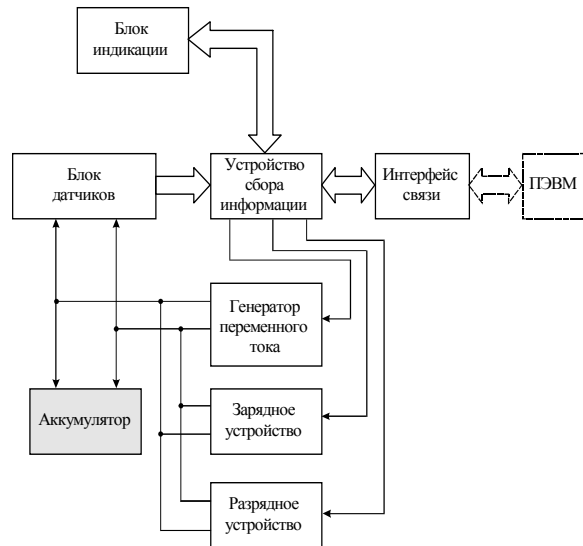 Блок
индикации
Блок
датчиков
Устройство
сбора
информации
Интерфейс
связи
ПЭВМ
Генератор
переменного
тока
Аккумулятор
Зарядное
устройство
Разрядное
устройство